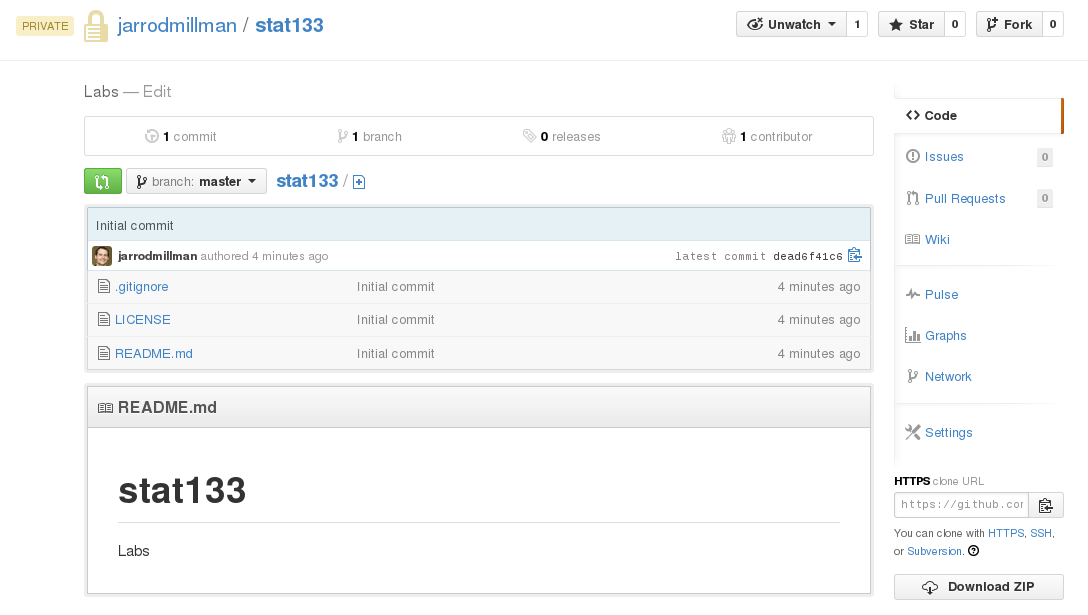 PRIVATE jarrodmillman / stat133 Unwatch 1 Star 0 Fork 0
Labs — Edit
1 commit 1 branch 0 releases 1 contributor
branch: master stat133 /
Initial commit
jarrodmillman authored 4 minutes ago latest commit dead6f41c6
.gitignore Initial commit 4 minutes ago
LICENSE Initial commit 4 minutes ago
README.md Initial commit 4 minutes ago
README.md
stat133
Labs
Code
Issues 0
Pull Requests 0
Wiki
Pulse
Graphs
Network
Settings
HTTPS clone URL
https://github.com
You can clone with HTTPS, SSH,
or Subversion.
Download ZIP